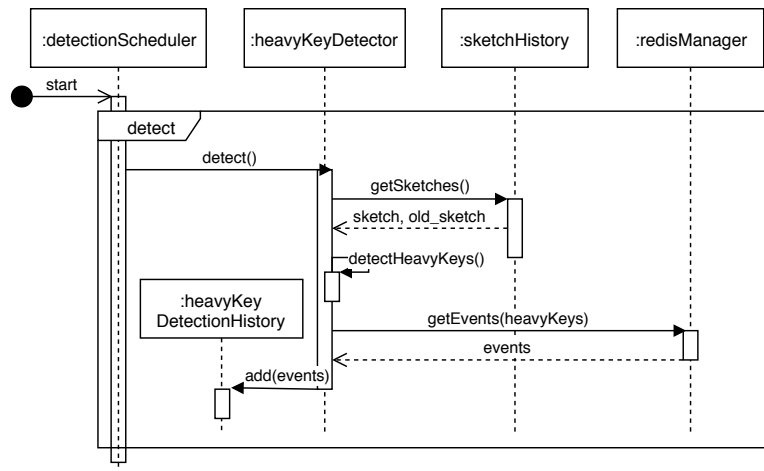 :detectionScheduler
:heavyKeyDetector
:sketchHistory
:redisManager
start
detect
detect()
getSketches()
sketch, old_sketch
detectHeavyKeys()
:heavyKey
DetectionHistory
getEvents(heavyKeys)
events
add(events)